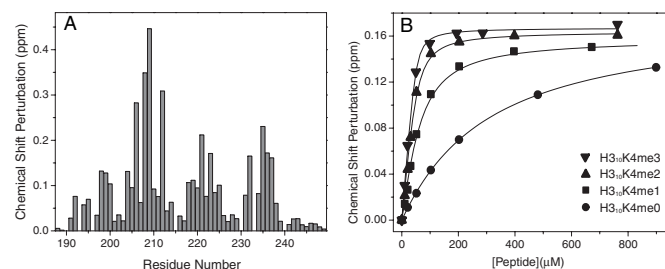 A
Chemical Shift Perturbation (ppm)
0.4
0.3
0.2
0.1
0.0
190 200 210 220 230 240
Residue Number
B
Chemical Shift Perturbation (ppm)
0.16
0.12
0.08
0.04
0.00
H3₁₀K4me3
H3₁₀K4me2
H3₁₀K4me1
H3₁₀K4me0
0 200 400 600 800
[Peptide](μM)